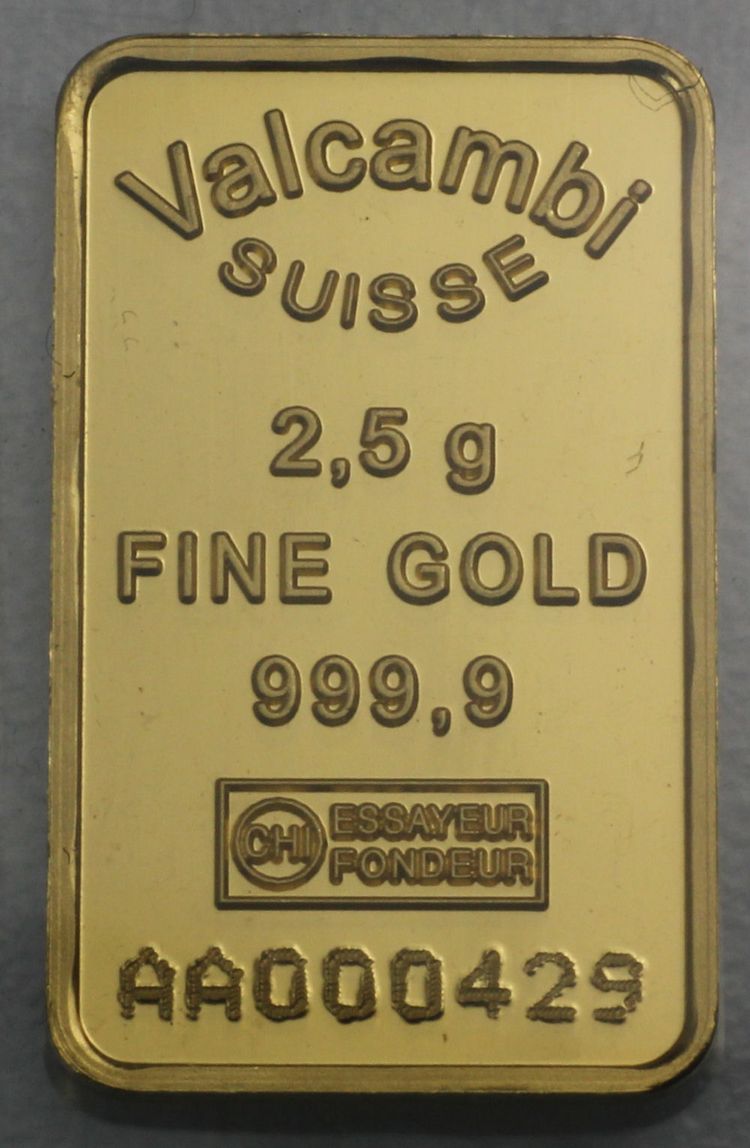 Valcambi
SUISSE
2,5 g
FINE GOLD
999,9
CHI ESSAYEUR
FONDEUR
AA000429